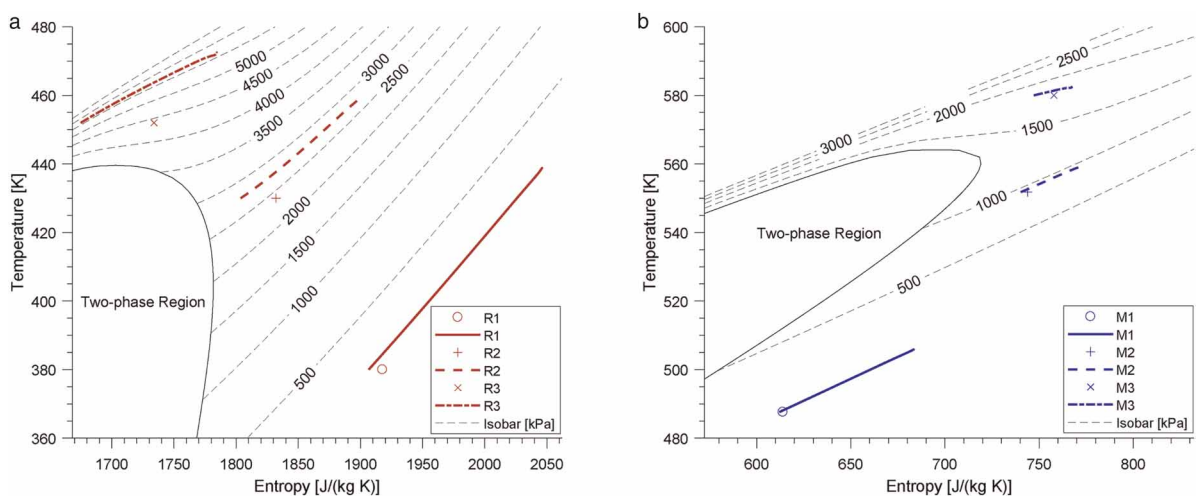 a
480
460
440
420
400
380
360
Temperature [K]
1700
1750
1800
1850
1900
1950
2000
2050
Entropy [J/(kg K)]
5000
4500
4000
3500
3000
2500
2000
1500
1000
500
Two-phase Region
R1
R1
R2
R2
R3
R3
Isobar [kPa]
b
600
580
560
540
520
500
480
Temperature [K]
600
650
700
750
800
Entropy [J/(kg K)]
3000
2500
2000
1500
1000
500
Two-phase Region
M1
M1
M2
M2
M3
M3
Isobar [kPa]